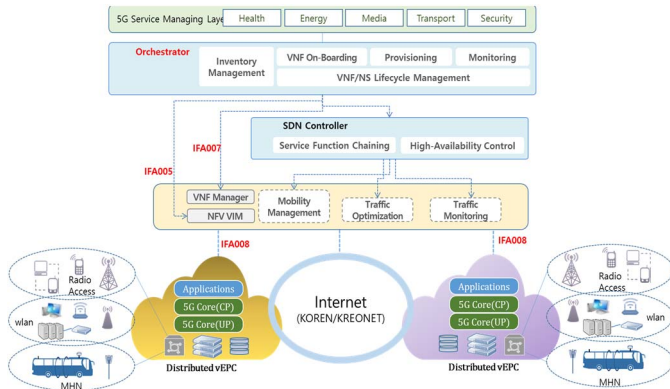 5G Service Managing Layer
Health
Energy
Media
Transport
Security
Orchestrator
Inventory
Management
VNF On-Boarding
Provisioning
Monitoring
VNF/NS Lifecycle Management
SDN Controller
Service Function Chaining
High-Availability Control
IFA007
IFA005
VNF Manager
NFV VIM
Mobility
Management
Traffic
Optimization
Traffic
Monitoring
IFA008
IFA008
Radio
Access
wlan
MHN
Applications
5G Core(CP)
5G Core(UP)
Distributed vEPC
Internet
(KOREN/KREONET)
Applications
5G Core(CP)
5G Core(UP)
Distributed vEPC
Radio
Access
wlan
MHN